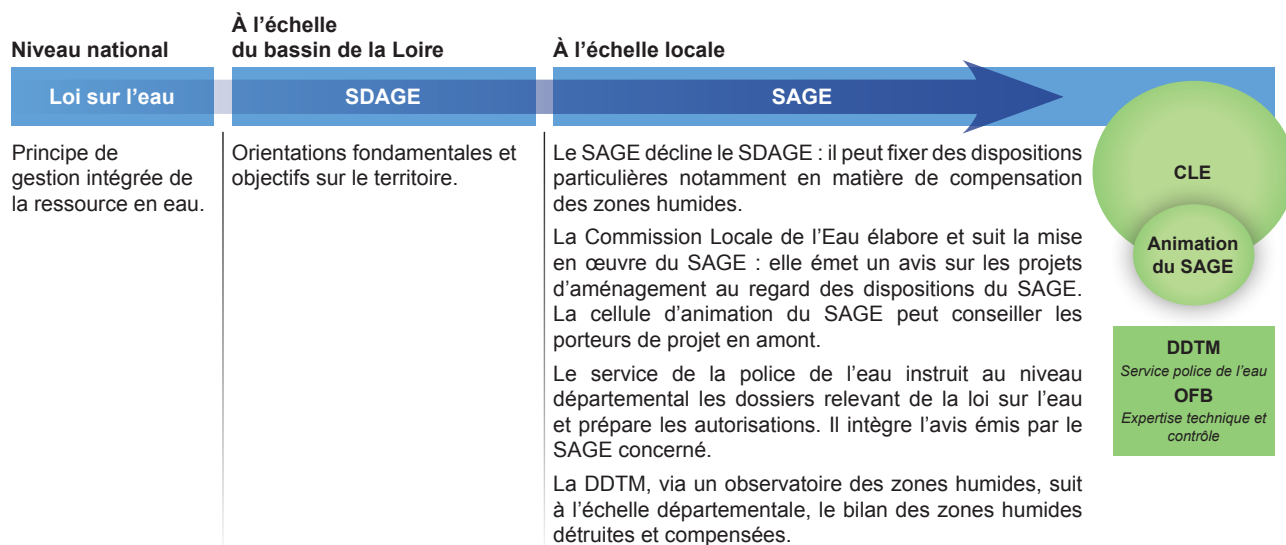 Niveau national
À l’échelle
du bassin de la Loire
À l’échelle locale
Loi sur l’eau
SDAGE
SAGE
Principe de
gestion intégrée de
la ressource en eau.
Orientations fondamentales et
objectifs sur le territoire.
Le SAGE décline le SDAGE : il peut fixer des dispositions
particulières notamment en matière de compensation
des zones humides.
La Commission Locale de l’Eau élabore et suit la mise
en œuvre du SAGE : elle émet un avis sur les projets
d’aménagement au regard des dispositions du SAGE.
La cellule d’animation du SAGE peut conseiller les
porteurs de projet en amont.
Le service de la police de l’eau instruit au niveau
départemental les dossiers relevant de la loi sur l’eau
et prépare les autorisations. Il intègre l’avis émis par le
SAGE concerné.
La DDTM, via un observatoire des zones humides, suit
à l’échelle départementale, le bilan des zones humides
détruites et compensées.
CLE
Animation
du SAGE
DDTM
Service police de l’eau
OFB
Expertise technique et
contrôle